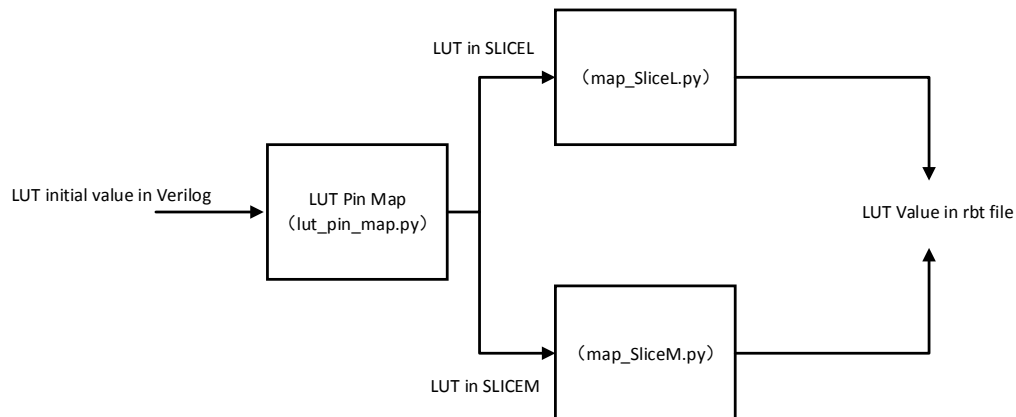 LUT in SLICEL
（map_SliceL.py）
LUT initial value in Verilog
LUT Pin Map
（lut_pin_map.py）
LUT Value in rbt file
（map_SliceM.py）
LUT in SLICEM